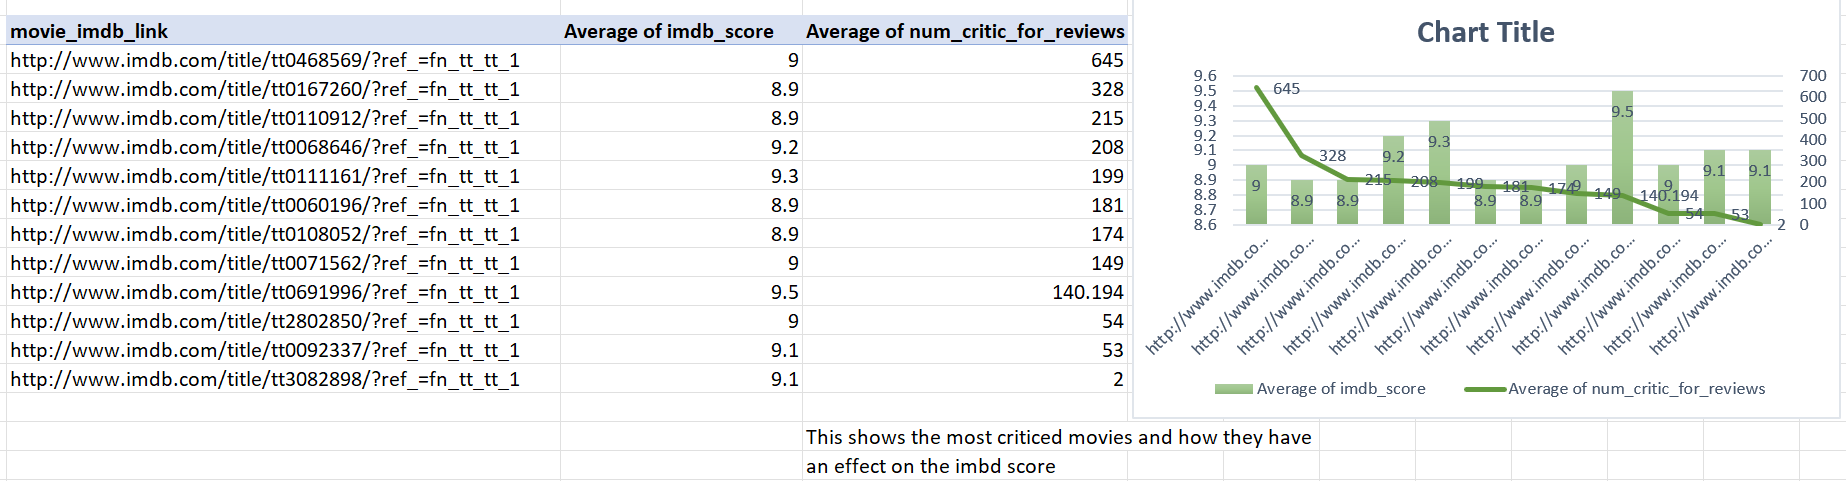 movie_imdb_link Average of imdb_score Average of num_critic_for_reviews
http://www.imdb.com/title/tt0468569/?ref_=fn_tt_tt_1 9 645
http://www.imdb.com/title/tt0167260/?ref_=fn_tt_tt_1 8.9 328
http://www.imdb.com/title/tt0110912/?ref_=fn_tt_tt_1 8.9 215
http://www.imdb.com/title/tt0068646/?ref_=fn_tt_tt_1 9.2 208
http://www.imdb.com/title/tt0111161/?ref_=fn_tt_tt_1 9.3 199
http://www.imdb.com/title/tt0060196/?ref_=fn_tt_tt_1 8.9 181
http://www.imdb.com/title/tt0108052/?ref_=fn_tt_tt_1 8.9 174
http://www.imdb.com/title/tt0071562/?ref_=fn_tt_tt_1 9 149
http://www.imdb.com/title/tt0691996/?ref_=fn_tt_tt_1 9.5 140.194
http://www.imdb.com/title/tt2802850/?ref_=fn_tt_tt_1 9 54
http://www.imdb.com/title/tt0092337/?ref_=fn_tt_tt_1 9.1 53
http://www.imdb.com/title/tt3082898/?ref_=fn_tt_tt_1 9.1 2
This shows the most criticed movies and how they have
an effect on the imbd score
Chart Title
9.6
9.5
9.4
9.3
9.2
9.1
9
8.9
8.8
8.7
8.6
700
600
500
400
300
200
100
0
645
328
215
208
199
181
174
149
140.194
54
53
2
9
8.9
8.9
9.2
9.3
8.9
8.9
9
9.5
9
9.1
9.1
http://www.imdb.co...
http://www.imdb.co...
http://www.imdb.co...
http://www.imdb.co...
http://www.imdb.co...
http://www.imdb.co...
http://www.imdb.co...
http://www.imdb.co...
http://www.imdb.co...
http://www.imdb.co...
http://www.imdb.co...
http://www.imdb.co...
Average of imdb_score Average of num_critic_for_reviews